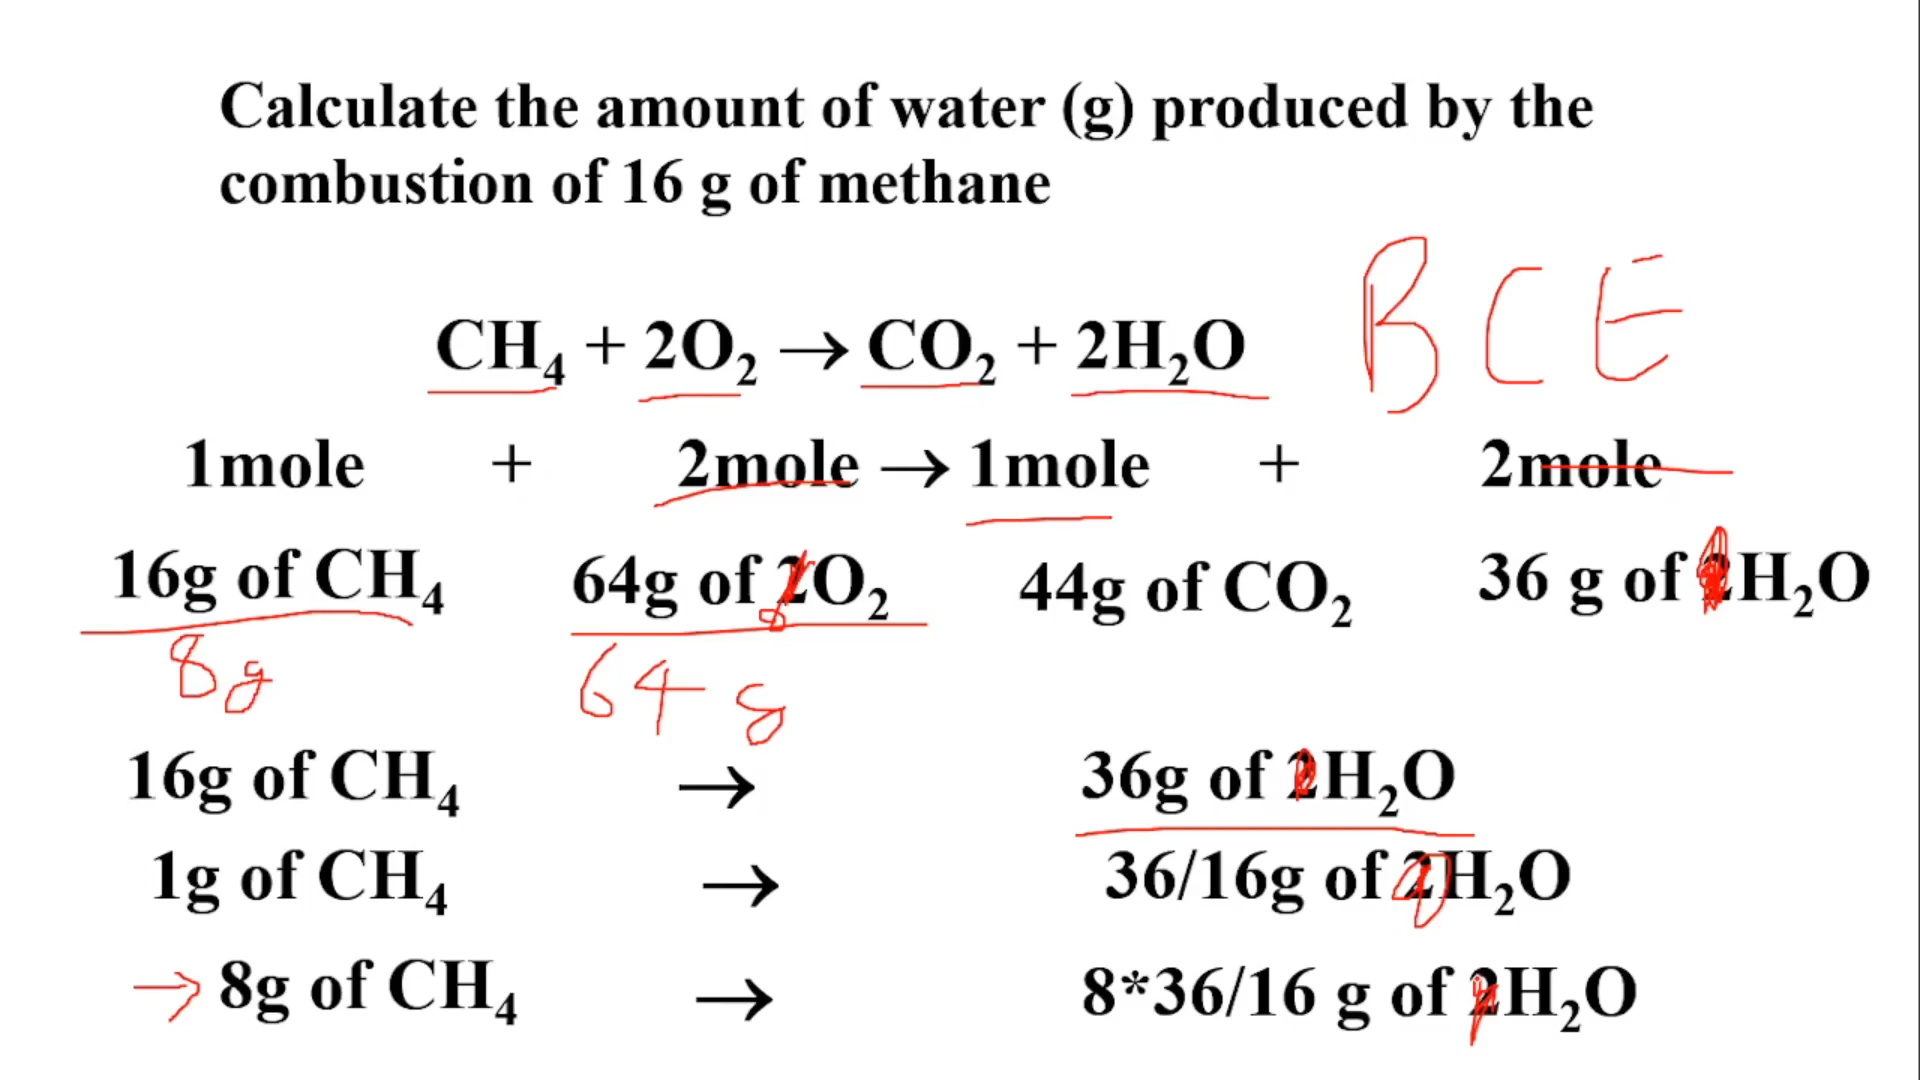 Calculate the amount of water (g) produced by the
combustion of 16 g of methane
BCE
CH₄ + 2O₂ → CO₂ + 2H₂O
1mole + 2mole → 1mole + 2mole
16g of CH₄ 64g of 2O₂ 44g of CO₂ 36 g of 2H₂O
8g 64 g
16g of CH₄ → 36g of 2H₂O
1g of CH₄ → 36/16g of 2H₂O
→ 8g of CH₄ → 8*36/16 g of 2H₂O